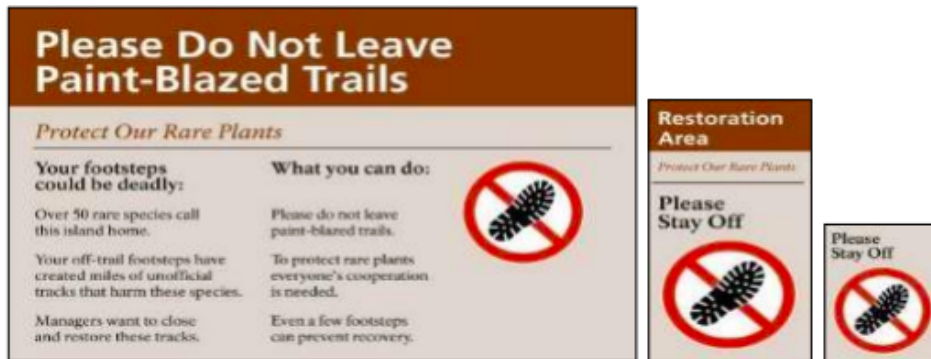 Please Do Not Leave
Paint-Blazed Trails
Protect Our Rare Plants
Your footsteps
could be deadly:
Over 50 rare species call
this island home.
Your off-trail footsteps have
created miles of unofficial
tracks that harm these species.
Managers want to close
and restore these tracks.
What you can do:
Please do not leave
paint-blazed trails.
To protect rare plants
everyone's cooperation
is needed.
Even a few footsteps
can prevent recovery.
Restoration
Area
Protect Our Rare Plants
Please
Stay Off
Please
Stay Off